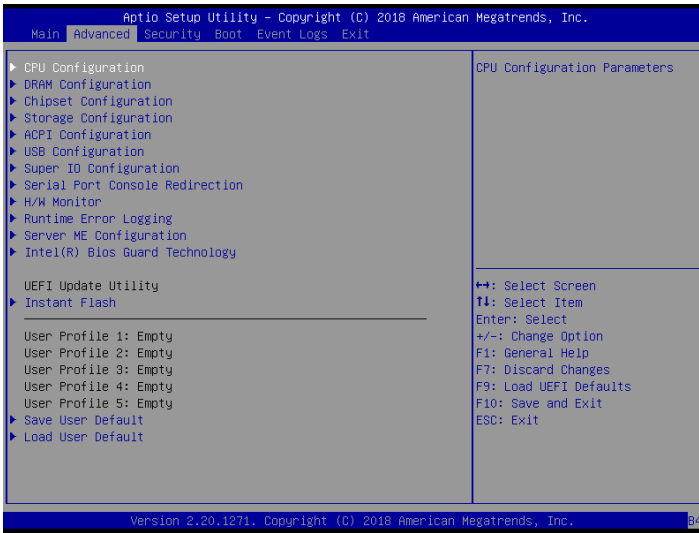 Aptio Setup Utility – Copyright (C) 2018 American Megatrends, Inc.
Main Advanced Security Boot Event Logs Exit
CPU Configuration
DRAM Configuration
Chipset Configuration
Storage Configuration
ACPI Configuration
USB Configuration
Super IO Configuration
Serial Port Console Redirection
H/W Monitor
Runtime Error Logging
Server ME Configuration
Intel(R) Bios Guard Technology
UEFI Update Utility
Instant Flash
User Profile 1: Empty
User Profile 2: Empty
User Profile 3: Empty
User Profile 4: Empty
User Profile 5: Empty
Save User Default
Load User Default
CPU Configuration Parameters
↔: Select Screen
↑↓: Select Item
Enter: Select
+/-: Change Option
F1: General Help
F7: Discard Changes
F9: Load UEFI Defaults
F10: Save and Exit
ESC: Exit
Version 2.20.1271. Copyright (C) 2018 American Megatrends, Inc.